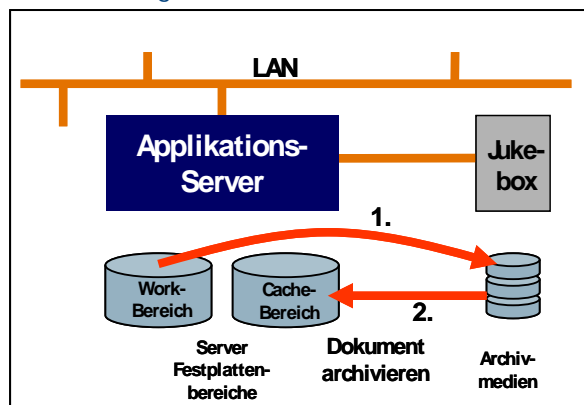 LAN
Applikations-
Server
Juke-
box
1.
Work-
Bereich
Cache-
Bereich
2.
Server
Festplatten-
bereiche
Dokument
archivieren
Archiv-
medien